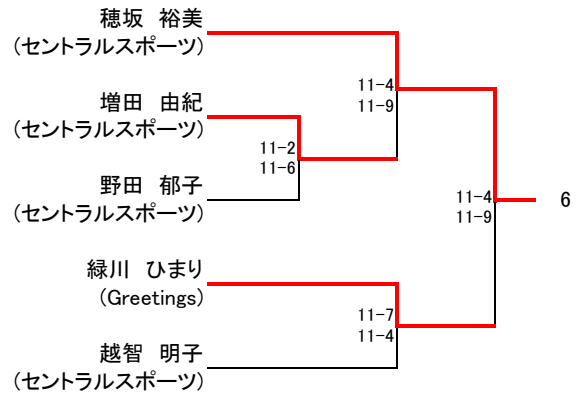 穂坂　裕美
(セントラルスポーツ)
11-4
11-9
増田　由紀
(セントラルスポーツ)
11-2
11-6
野田　郁子
(セントラルスポーツ)
11-4
11-9
6
緑川　ひまり
(Greetings)
11-7
11-4
越智　明子
(セントラルスポーツ)